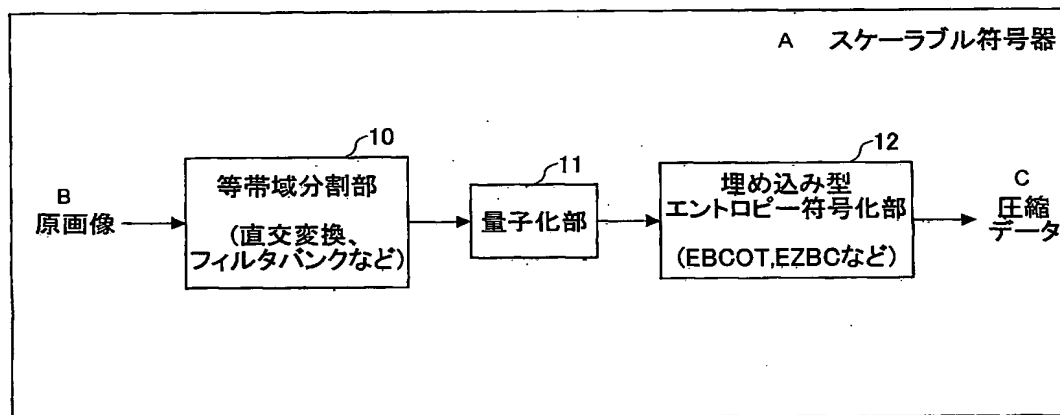 A スケーラブル符号器
10
等帯域分割部
(直交変換、
フィルタバンクなど)
11
量子化部
12
埋め込み型
エントロピー符号化部
(EBCOT,EZBCなど)
B
原画像
C
圧縮
データ